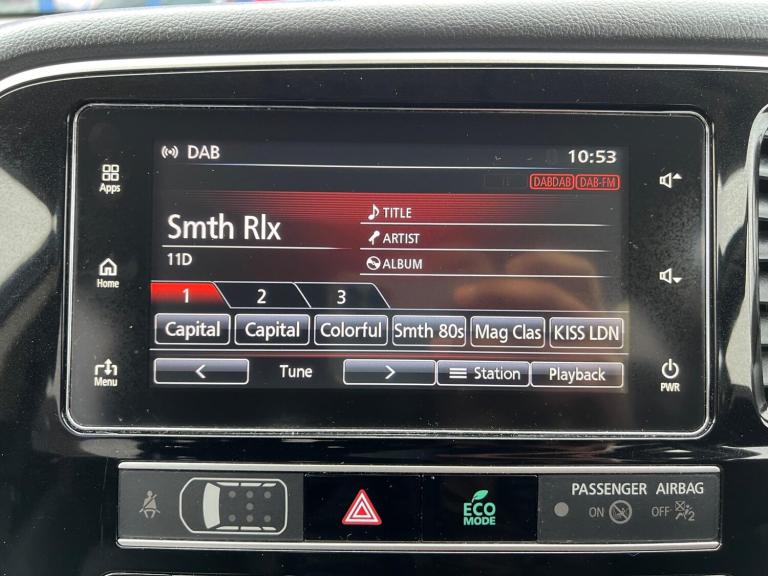 DAB
10:53
DABDAB DAB-FM
Smth Rlx
TITLE
ARTIST
11D
ALBUM
1 2 3
Capital Capital Colorful Smth 80s Mag Clas KISS LDN
< Tune > Station Playback
Apps
Home
Menu
PWR
ECO
MODE
PASSENGER AIRBAG
ON OFF 2